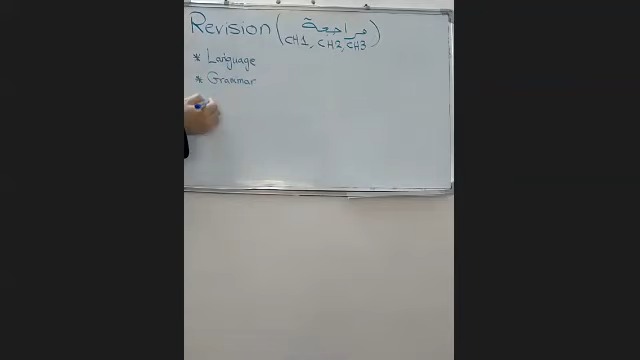 Revision (مراجعة)
CH1, CH2, CH3
* Language
* Grammar